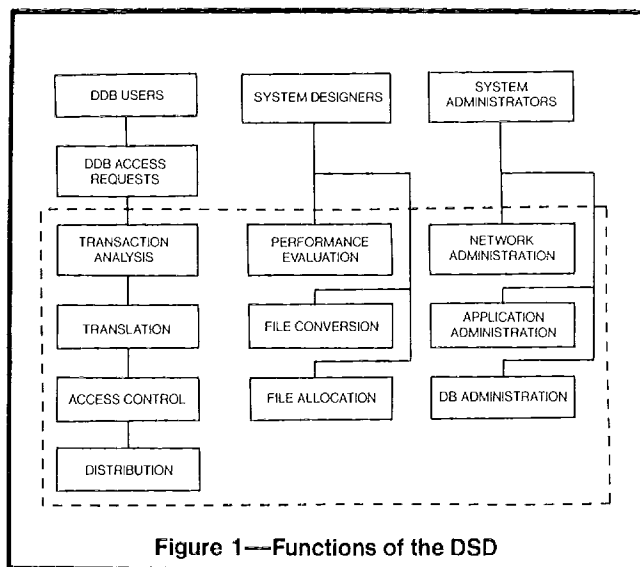 DDB USERS
DDB ACCESS
REQUESTS
TRANSACTION
ANALYSIS
TRANSLATION
ACCESS CONTROL
DISTRIBUTION
SYSTEM DESIGNERS
PERFORMANCE
EVALUATION
FILE CONVERSION
FILE ALLOCATION
SYSTEM
ADMINISTRATORS
NETWORK
ADMINISTRATION
APPLICATION
ADMINISTRATION
DB ADMINISTRATION
Figure 1—Functions of the DSD